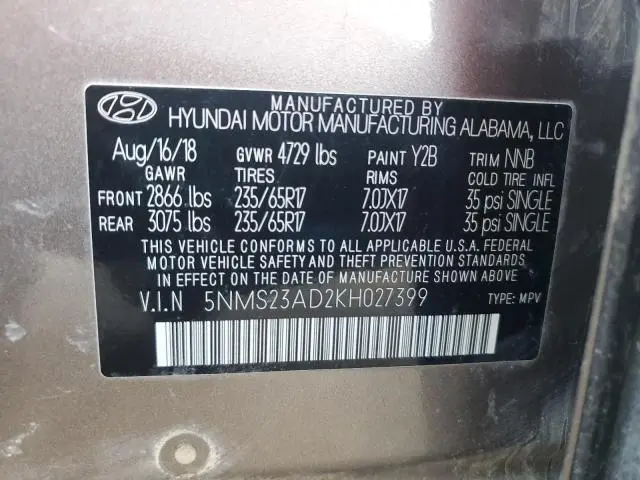 MANUFACTURED BY
HYUNDAI MOTOR MANUFACTURING ALABAMA, LLC
Aug/16/18 GVWR 4729 lbs PAINT Y2B TRIM NNB
GAWR TIRES RIMS COLD TIRE INFL
FRONT 2866 lbs 235/65R17 7.0JX17 35 psi SINGLE
REAR 3075 lbs 235/65R17 7.0JX17 35 psi SINGLE
THIS VEHICLE CONFORMS TO ALL APPLICABLE U.S.A. FEDERAL
MOTOR VEHICLE SAFETY AND THEFT PREVENTION STANDARDS
IN EFFECT ON THE DATE OF MANUFACTURE SHOWN ABOVE.
V.I.N 5NMS23AD2KH027399 TYPE: MPV